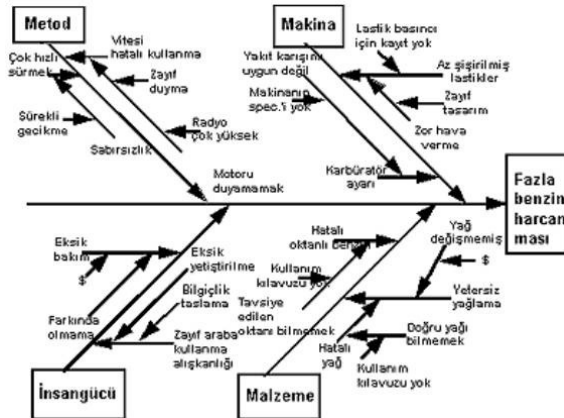 Metod
Çok hızlı
sürmek
Vitesi
hatalı kullanma
Zayıf
duyma
Sürekli
gecikme
Sabırsızlık
Radyo
çok yüksek
Motoru
duyamamak
Makina
Yakıt karışımı
uygun değil
Makinanın
spec.'i yok
Lastik basıncı
için kayıt yok
Az şişirilmiş
lastikler
Zayıf
tasarım
Zor hava
verme
Karbüratör
ayarı
Fazla
benzin
harcan
ması
Eksik
bakım
$
Farkında
olmama
Eksik
yetiştirilme
Bilgiçlik
taslama
Zayıf araba
kullanma
alışkanlığı
İnsangücü
Hatalı
oktanlı benzin
Kullanım
kılavuzu yok
Tavsiye
edilen
oktanı bilmemek
Yağ
değişmemiş
$
Yetersiz
yağlama
Hatalı
yağ
Doğru yağı
bilmemek
Kullanım
kılavuzu yok
Malzeme